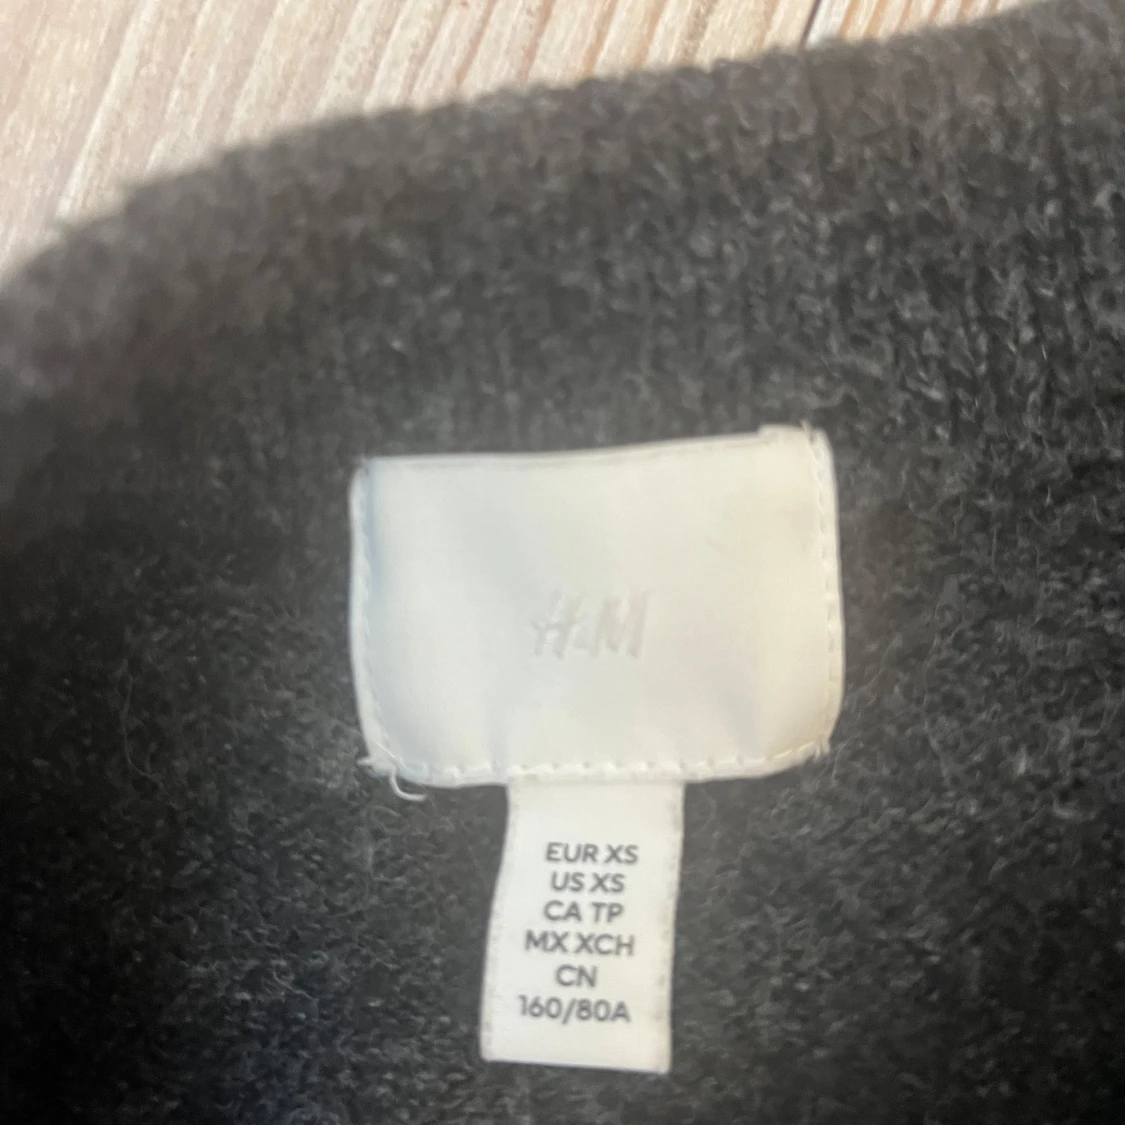 H&M
EUR XS
US XS
CA TP
MX XCH
CN
160/80A